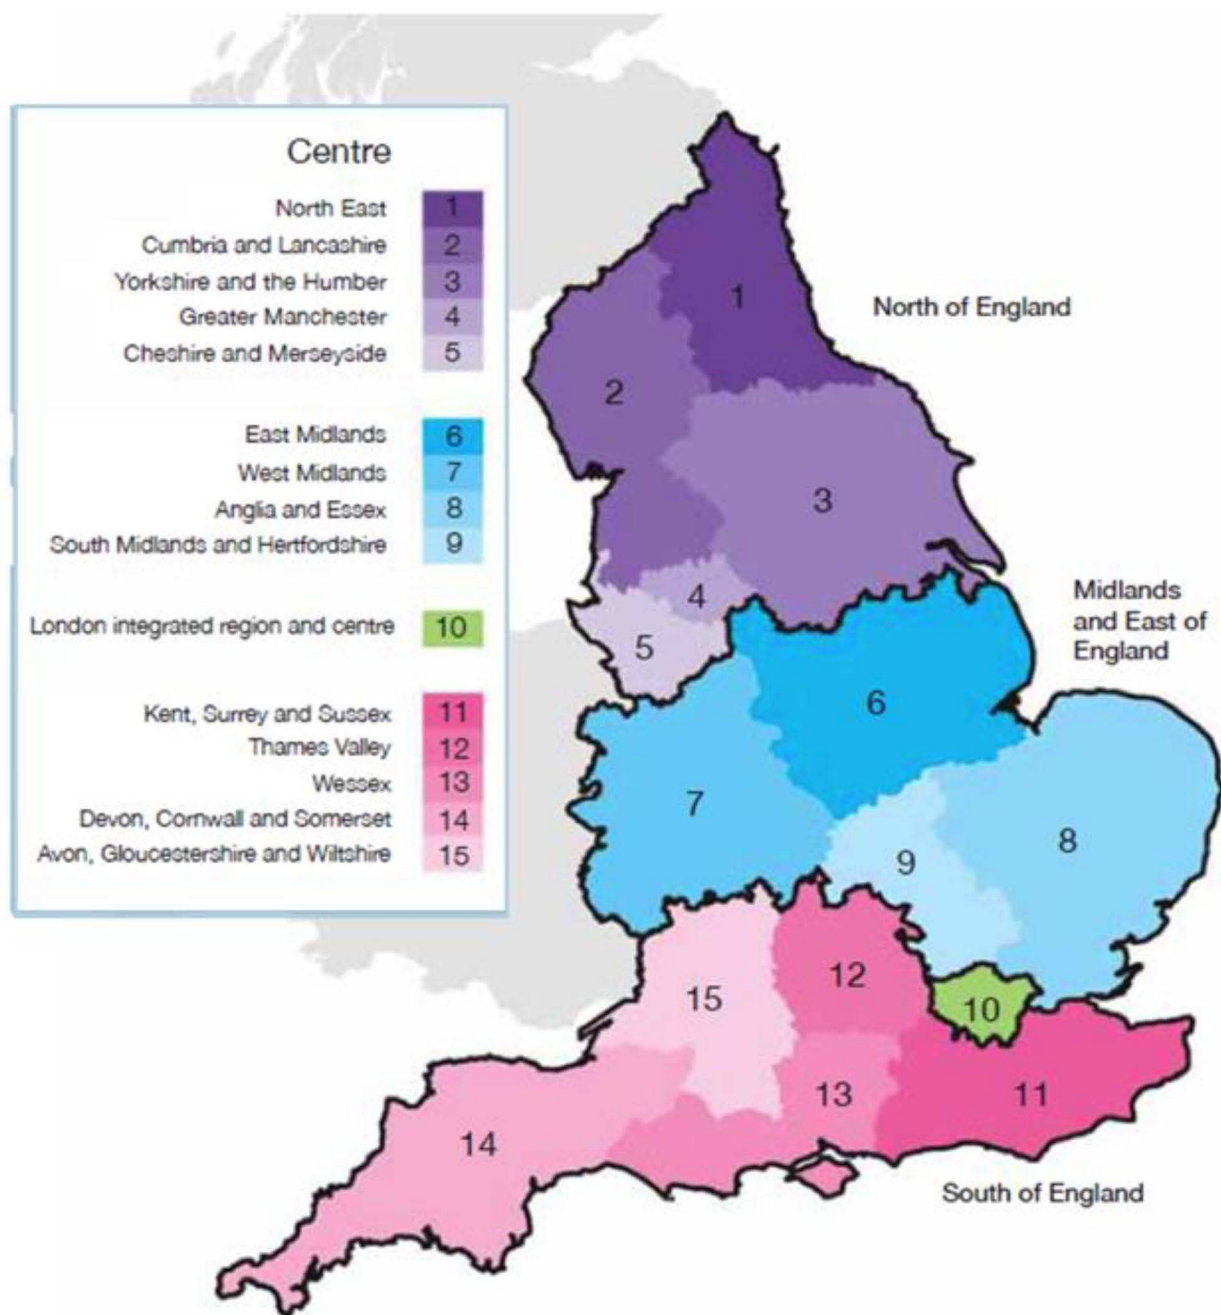 Centre
North East 1
Cumbria and Lancashire 2
Yorkshire and the Humber 3
Greater Manchester 4
Cheshire and Merseyside 5
East Midlands 6
West Midlands 7
Anglia and Essex 8
South Midlands and Hertfordshire 9
London integrated region and centre 10
Kent, Surrey and Sussex 11
Thames Valley 12
Wessex 13
Devon, Cornwall and Somerset 14
Avon, Gloucestershire and Wiltshire 15
1
North of England
2
3
4
Midlands
and East of
England
5
6
7
8
9
12
15
10
13
11
14
South of England